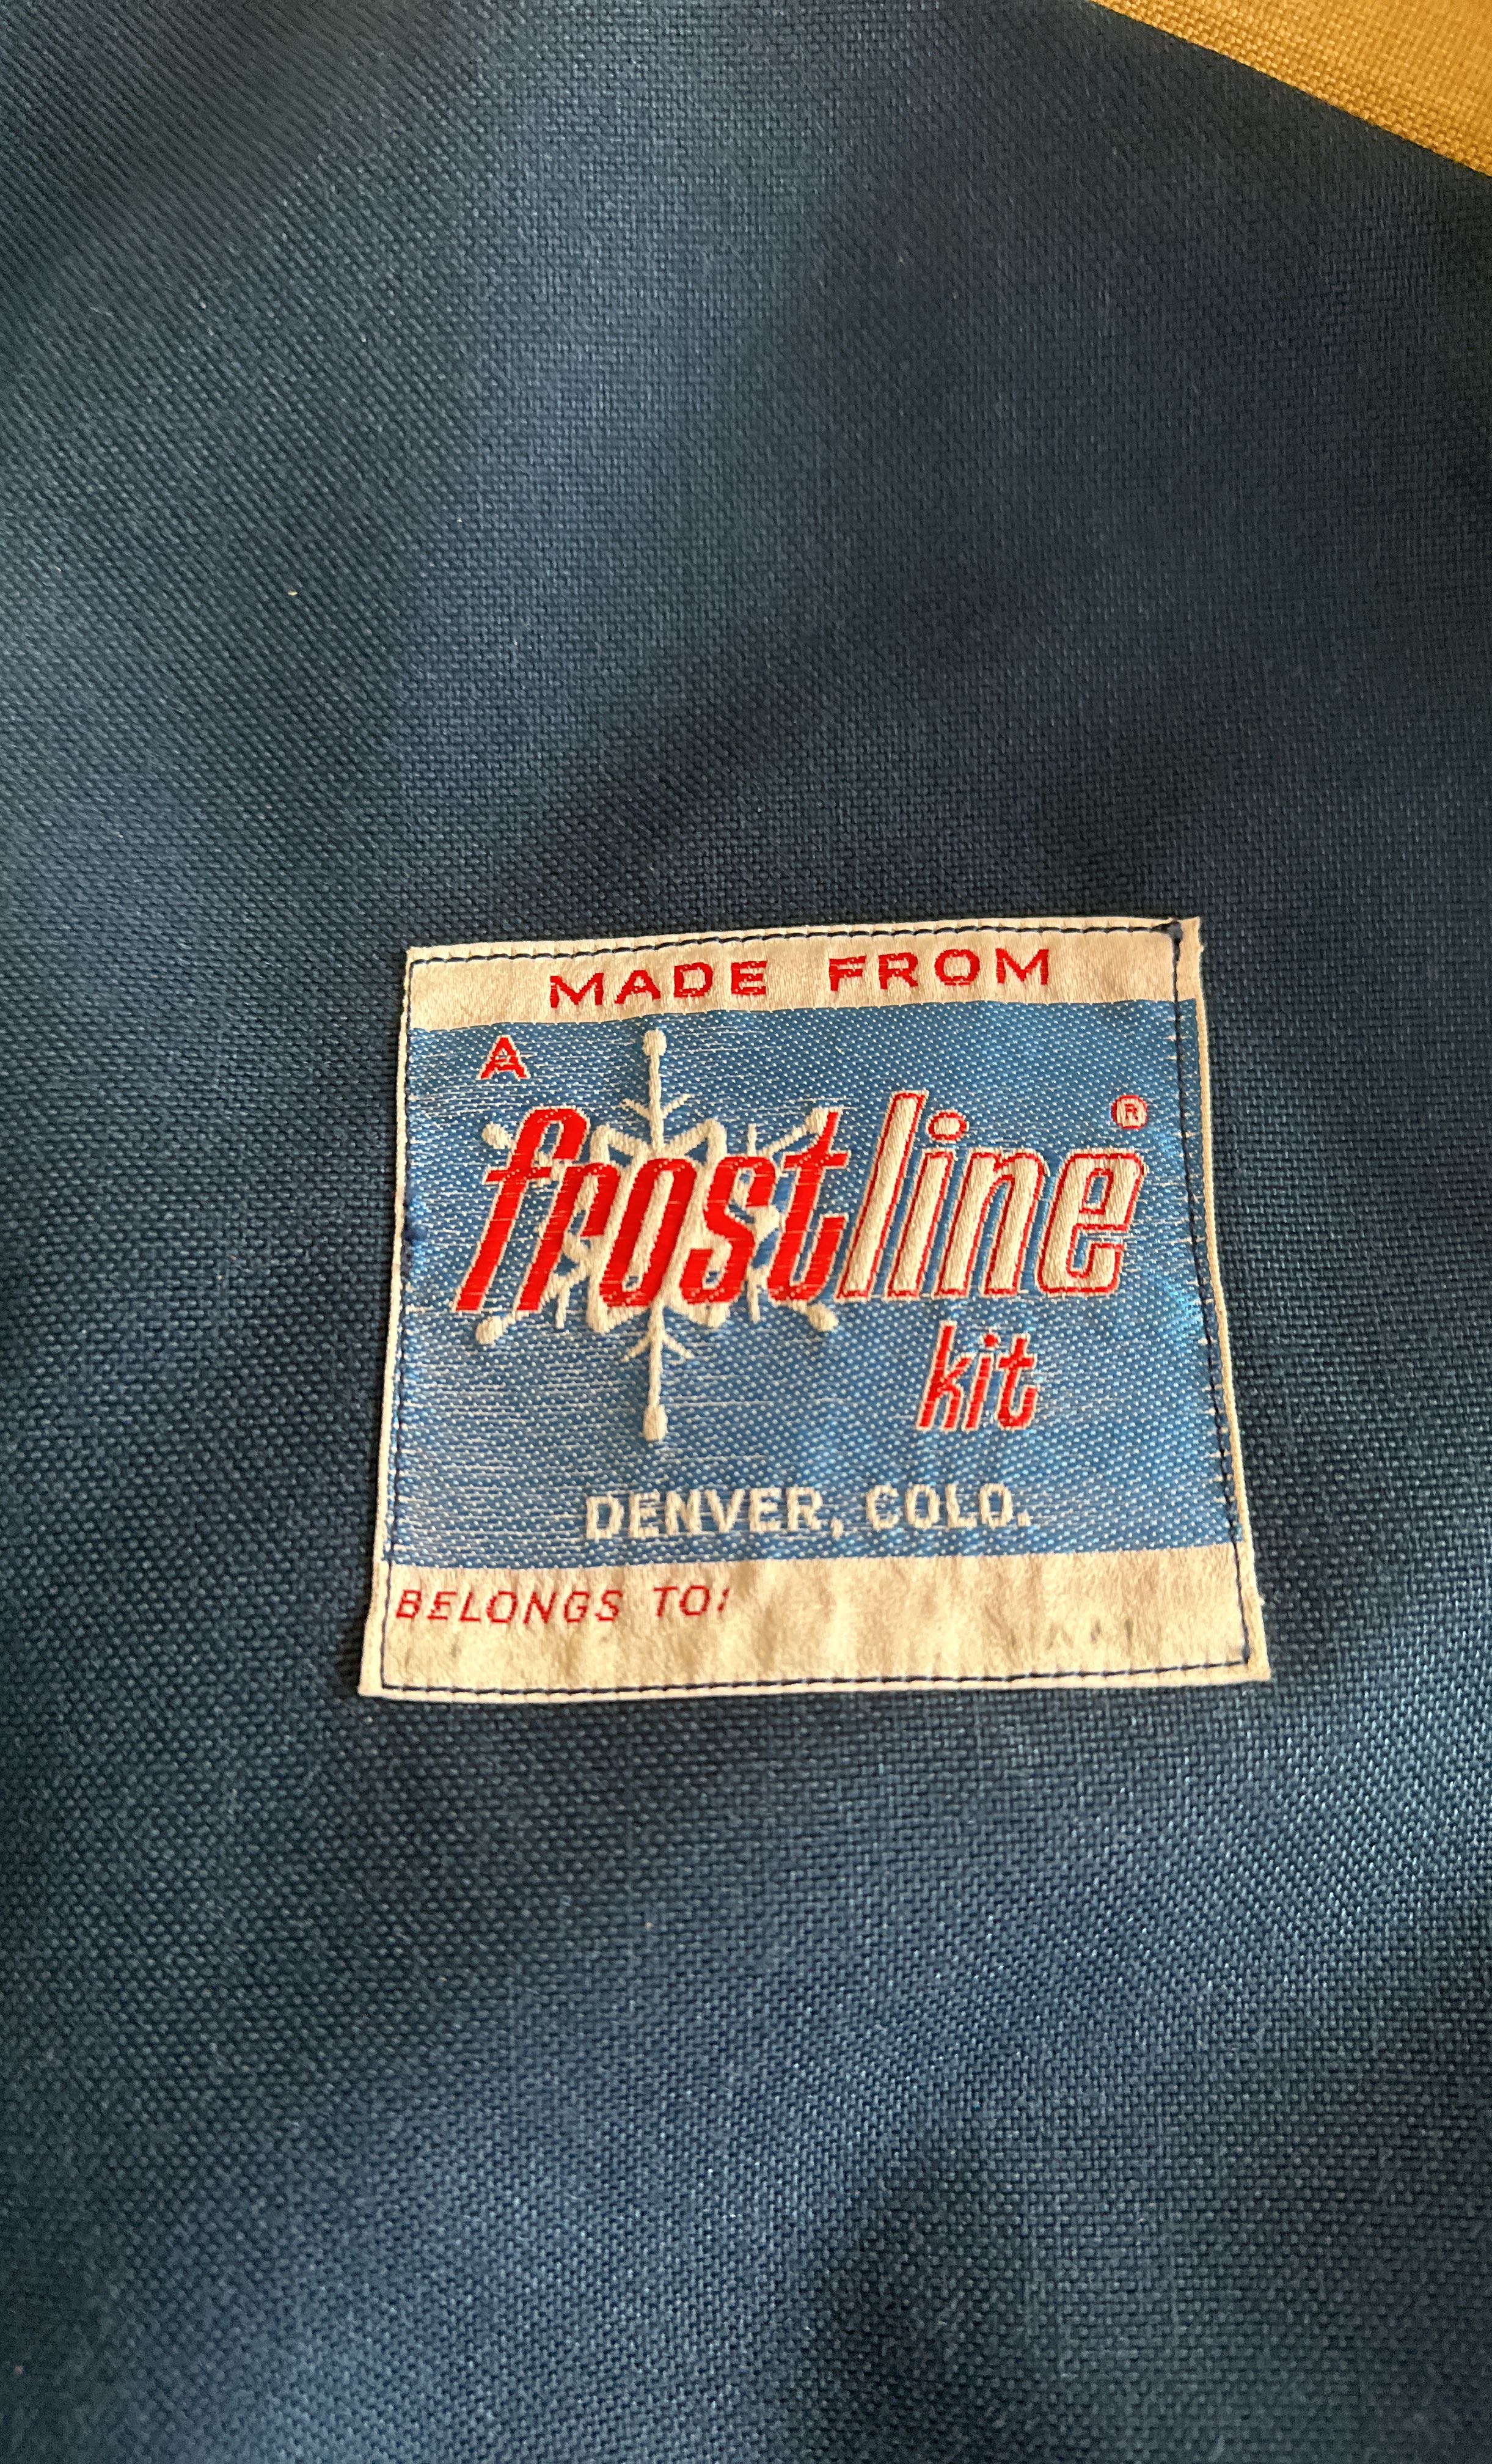 MADE FROM
A
frostline®
kit
DENVER, COLO.
BELONGS TO: